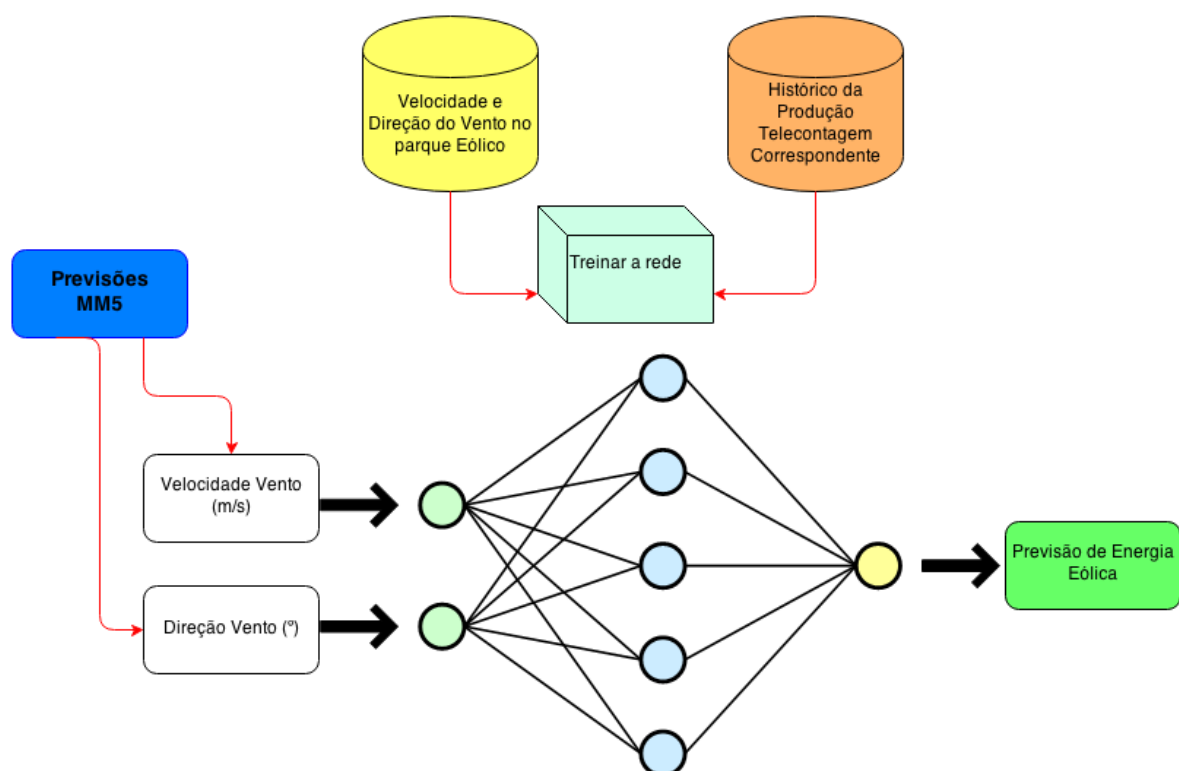 Velocidade e
Direção do Vento no
parque Eólico
Histórico da
Produção
Telecontagem
Correspondente
Treinar a rede
Previsões
MM5
Velocidade Vento
(m/s)
Direção Vento (º)
Previsão de Energia
Eólica